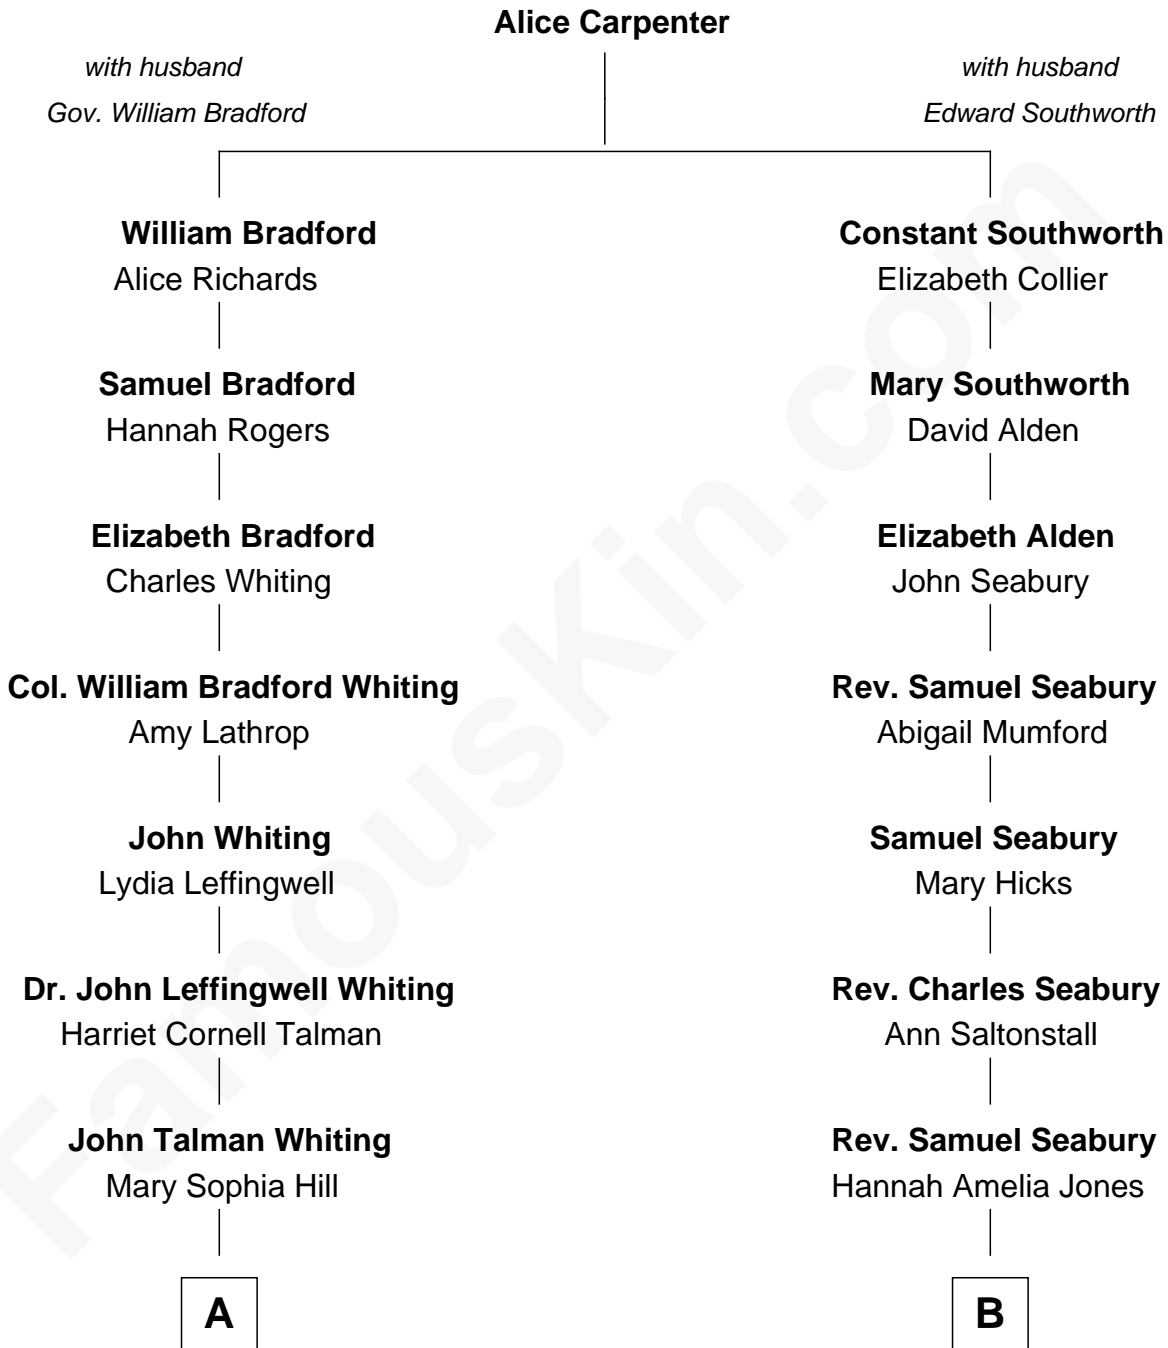 Alice Carpenter
with husband
Gov. William Bradford
with husband
Edward Southworth
William Bradford
Alice Richards
Constant Southworth
Elizabeth Collier
Samuel Bradford
Hannah Rogers
Mary Southworth
David Alden
Elizabeth Bradford
Charles Whiting
Elizabeth Alden
John Seabury
Col. William Bradford Whiting
Amy Lathrop
Rev. Samuel Seabury
Abigail Mumford
John Whiting
Lydia Leffingwell
Samuel Seabury
Mary Hicks
Dr. John Leffingwell Whiting
Harriet Cornell Talman
Rev. Charles Seabury
Ann Saltonstall
John Talman Whiting
Mary Sophia Hill
Rev. Samuel Seabury
Hannah Amelia Jones
A
B
FamousKin.com